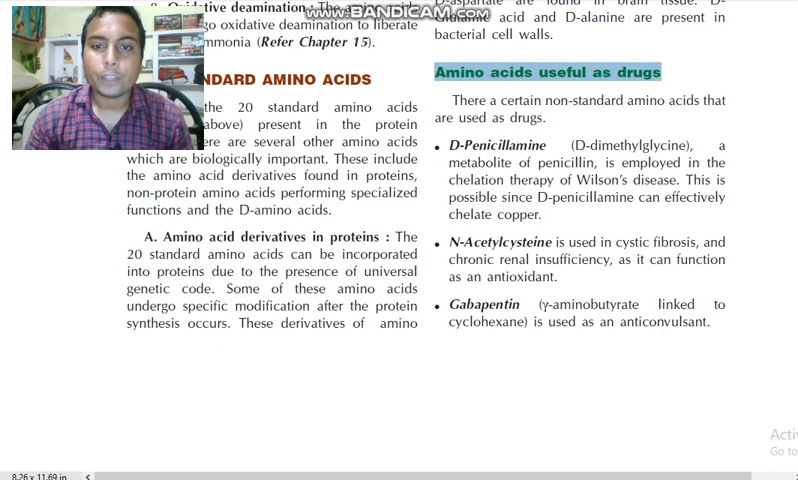 8. Oxidative deamination : The amino acids
go oxidative deamination to liberate
mmonia (Refer Chapter 15).
NDARD AMINO ACIDS
the 20 standard amino acids
above) present in the protein
ere are several other amino acids
which are biologically important. These include
the amino acid derivatives found in proteins,
non-protein amino acids performing specialized
functions and the D-amino acids.
A. Amino acid derivatives in proteins : The
20 standard amino acids can be incorporated
into proteins due to the presence of universal
genetic code. Some of these amino acids
undergo specific modification after the protein
synthesis occurs. These derivatives of amino
WWW.BANDICAM.COM
D-aspartate are found in brain tissue. D-
Glutamic acid and D-alanine are present in
bacterial cell walls.
Amino acids useful as drugs
There a certain non-standard amino acids that
are used as drugs.
• D-Penicillamine (D-dimethylglycine), a
metabolite of penicillin, is employed in the
chelation therapy of Wilson's disease. This is
possible since D-penicillamine can effectively
chelate copper.
• N-Acetylcysteine is used in cystic fibrosis, and
chronic renal insufficiency, as it can function
as an antioxidant.
• Gabapentin (γ-aminobutyrate linked to
cyclohexane) is used as an anticonvulsant.
Activ
Go to
8.26 x 11.69 in